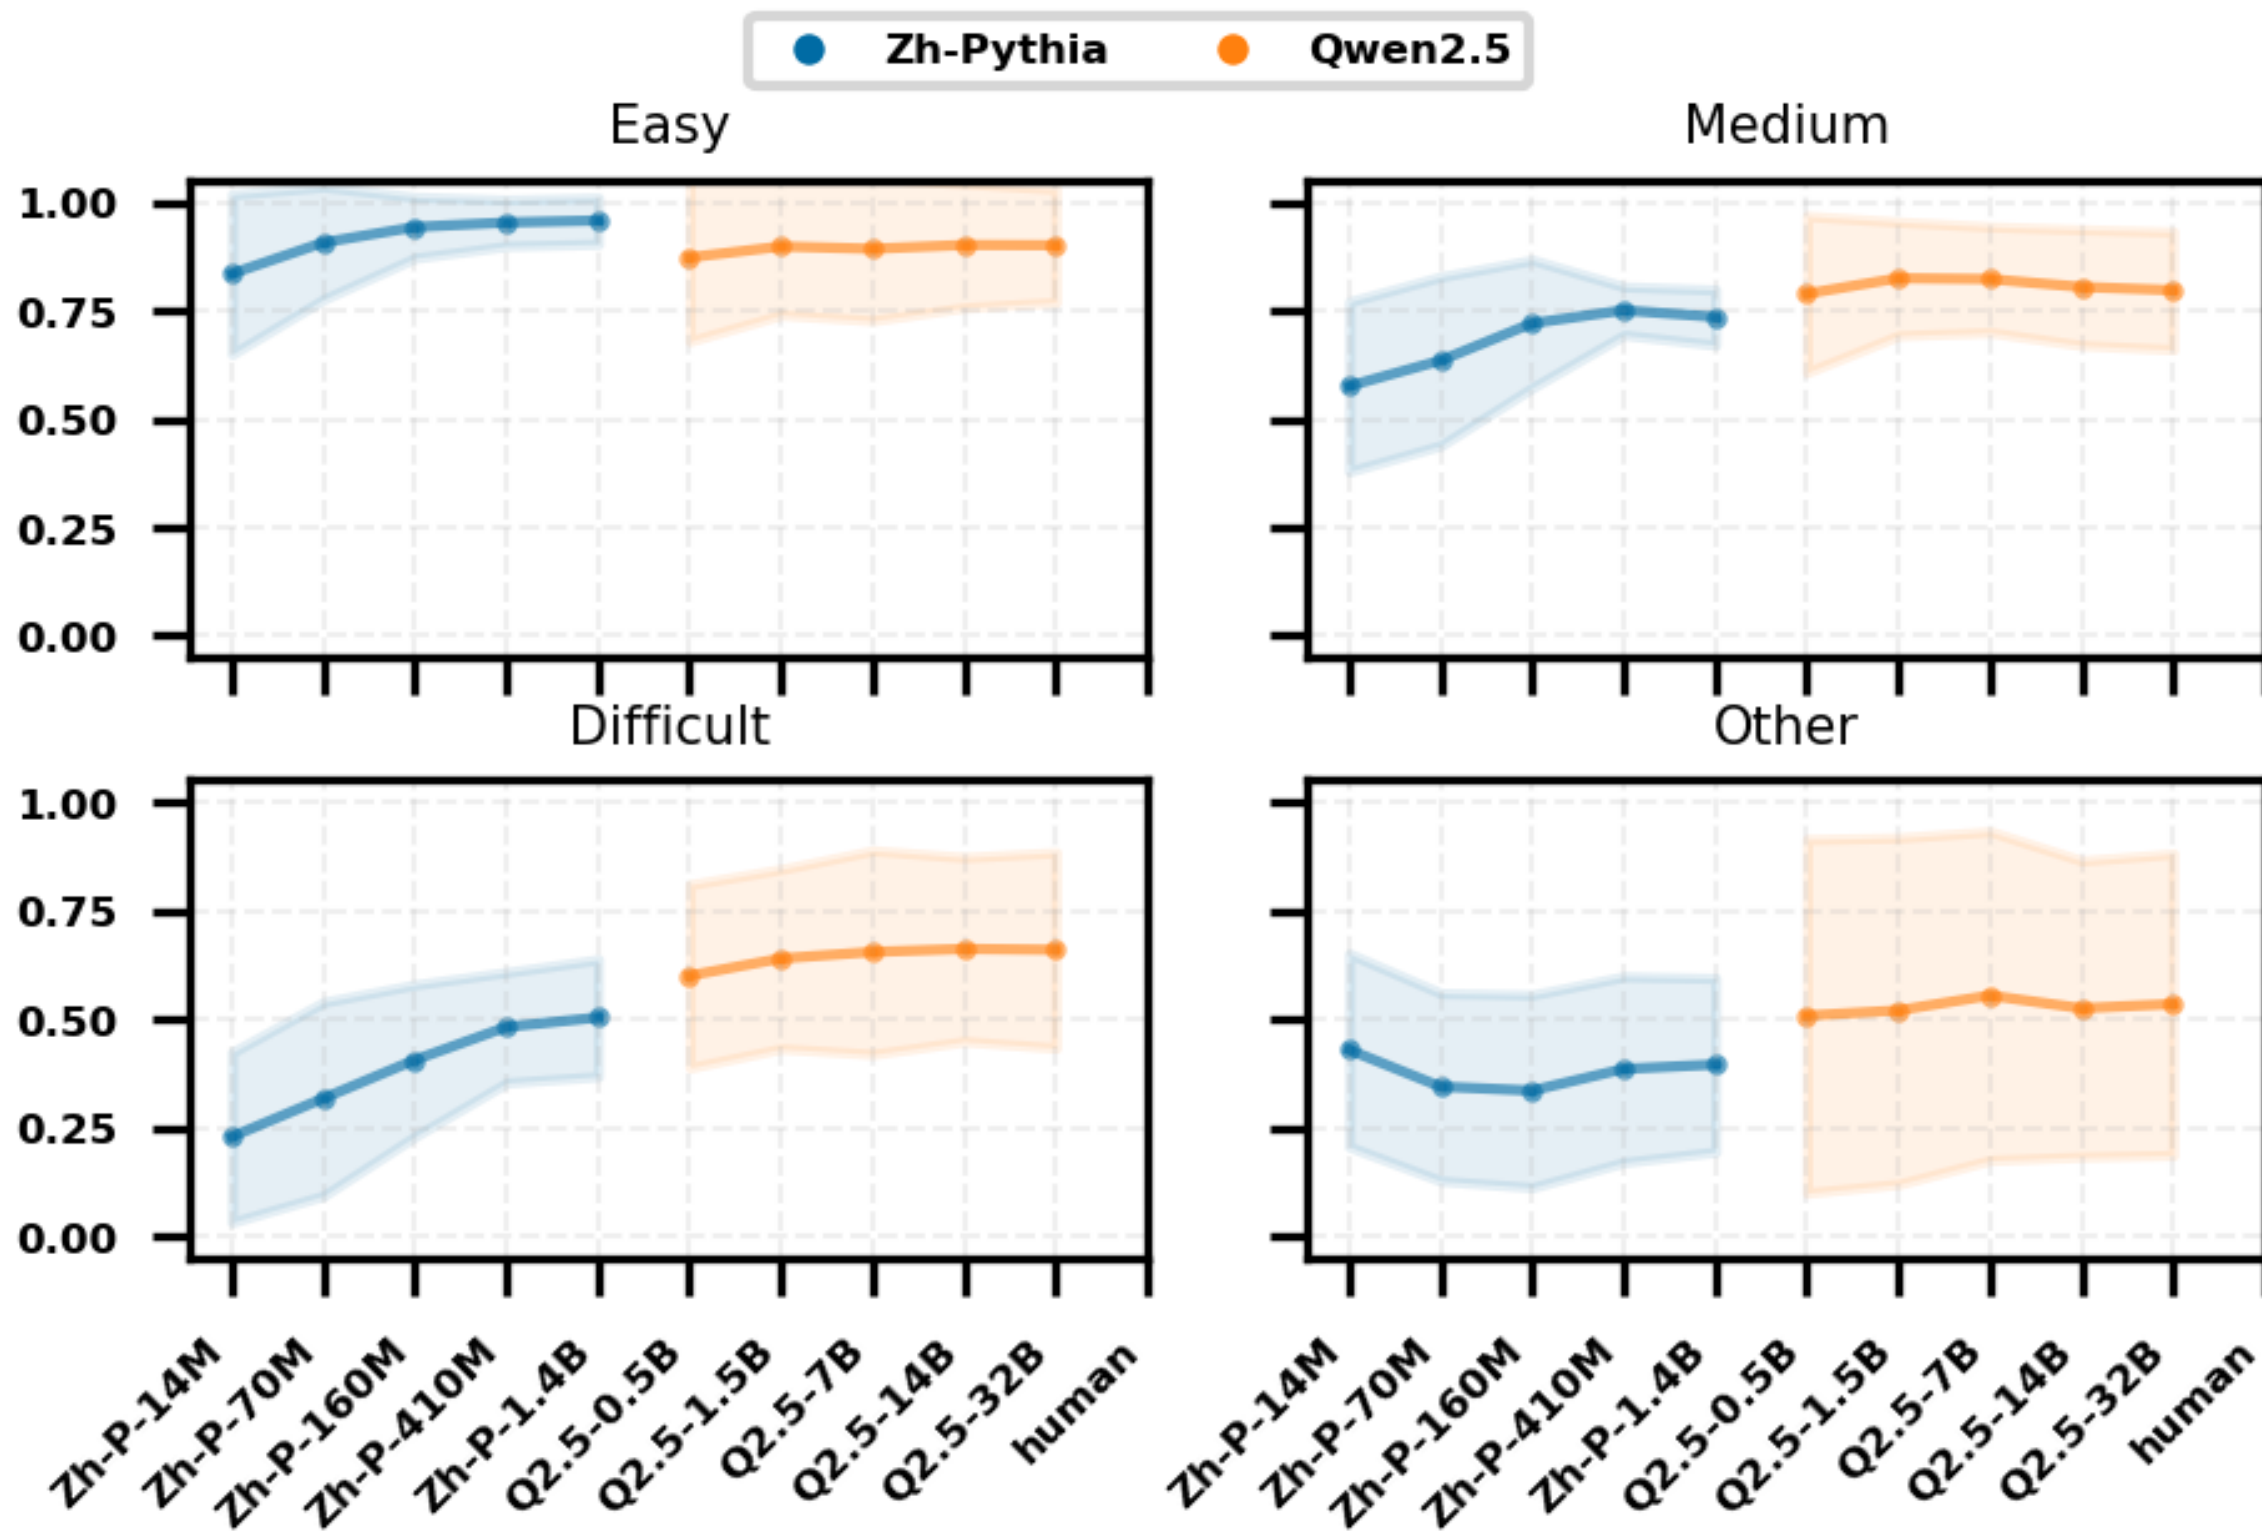 Zh-Pythia Qwen2.5
Easy
Medium
1.00
0.75
0.50
0.25
0.00
Difficult
Other
1.00
0.75
0.50
0.25
0.00
Zh-P-14M
Zh-P-70M
Zh-P-160M
Zh-P-410M
Zh-P-1.4B
Q2.5-0.5B
Q2.5-1.5B
Q2.5-7B
Q2.5-14B
Q2.5-32B
human
Zh-P-14M
Zh-P-70M
Zh-P-160M
Zh-P-410M
Zh-P-1.4B
Q2.5-0.5B
Q2.5-1.5B
Q2.5-7B
Q2.5-14B
Q2.5-32B
human